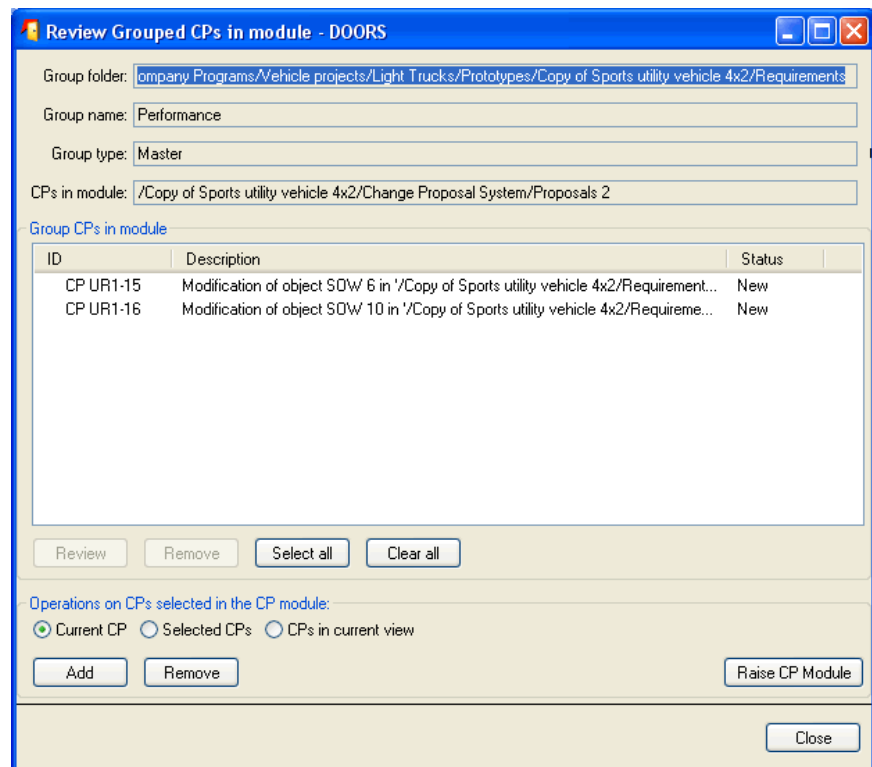 Review Grouped CPs in module - DOORS
Group folder: ompany Programs/Vehicle projects/Light Trucks/Prototypes/Copy of Sports utility vehicle 4x2/Requirements
Group name: Performance
Group type: Master
CPs in module: /Copy of Sports utility vehicle 4x2/Change Proposal System/Proposals 2
Group CPs in module
ID Description Status
CP UR1-15 Modification of object SOW 6 in '/Copy of Sports utility vehicle 4x2/Requirement... New
CP UR1-16 Modification of object SOW 10 in '/Copy of Sports utility vehicle 4x2/Requireme... New
Review Remove Select all Clear all
Operations on CPs selected in the CP module:
Current CP Selected CPs CPs in current view
Add Remove Raise CP Module
Close